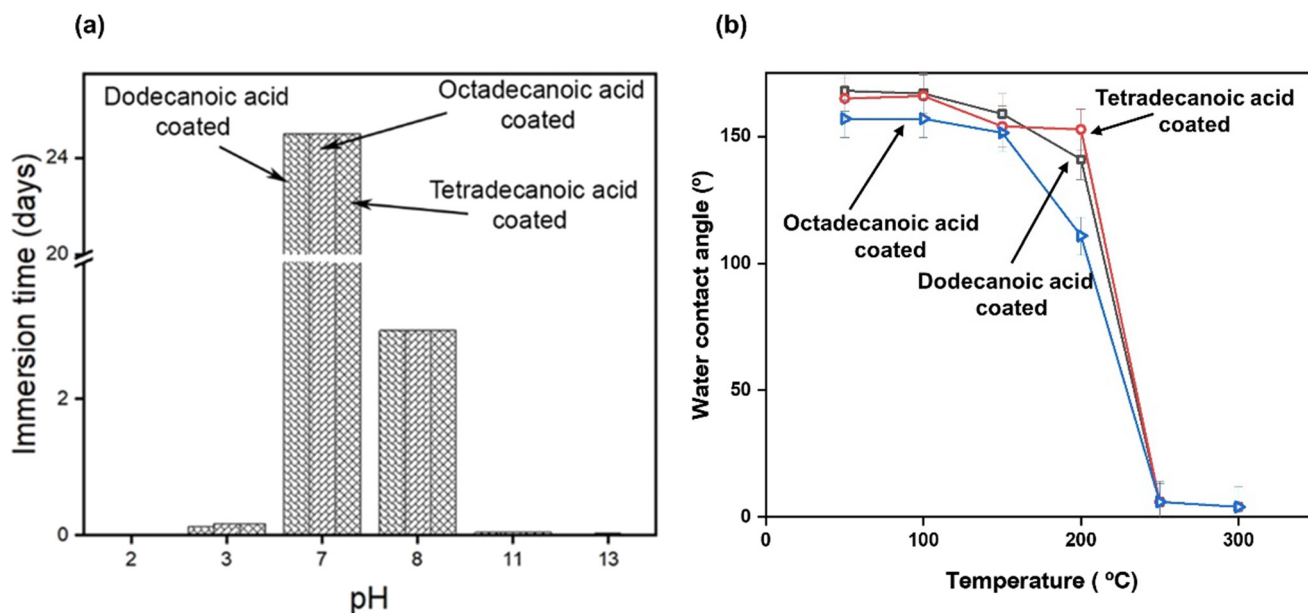 (a)
Dodecanoic acid
coated
Octadecanoic acid
coated
Tetradecanoic acid
coated
24
20
2
0
Immersion time (days)
2
3
7
8
11
13
pH
(b)
Tetradecanoic acid
coated
Octadecanoic acid
coated
Dodecanoic acid
coated
150
100
50
0
Water contact angle (º)
0
100
200
300
Temperature ( ºC)